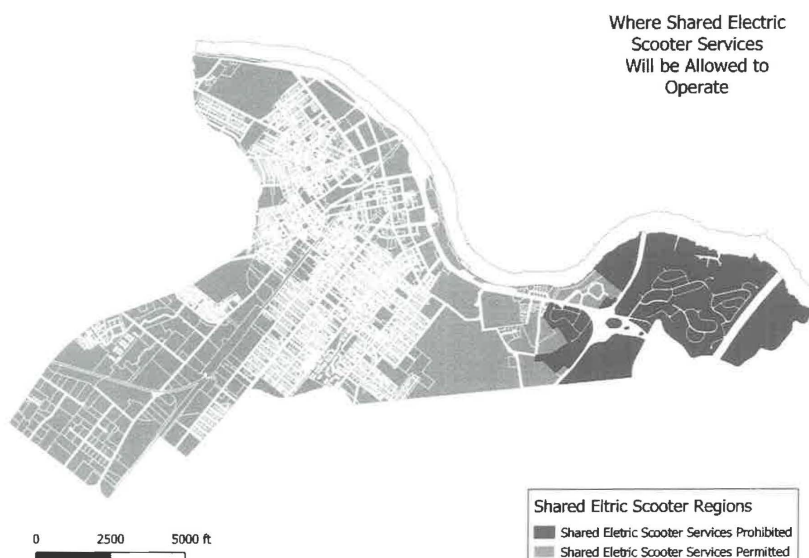 Where Shared Electric
Scooter Services
Will be Allowed to
Operate
Shared Eltric Scooter Regions
Shared Eletric Scooter Services Prohibited
Shared Eletric Scooter Services Permitted
0 2500 5000 ft